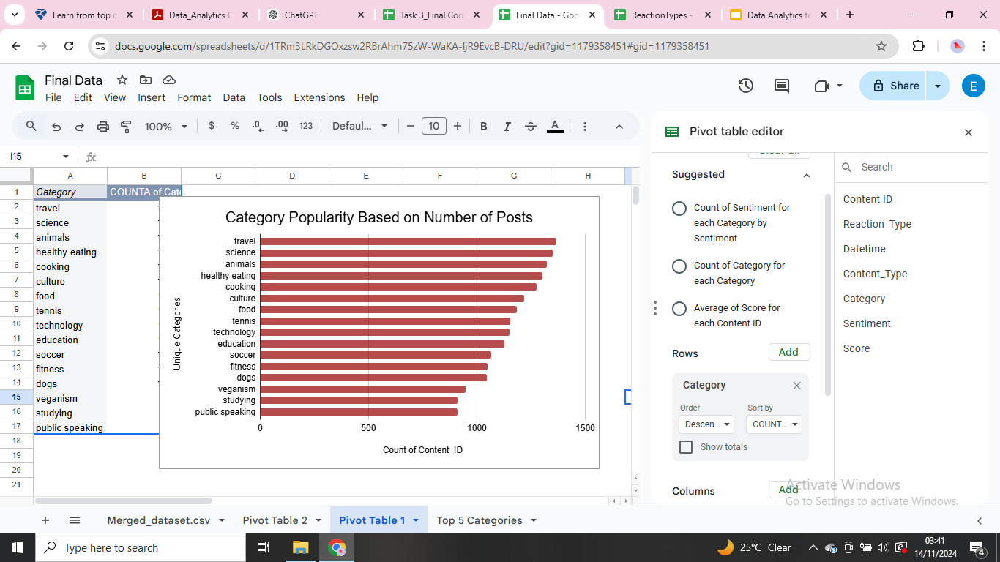 Learn from top c
Data_Analytics C
ChatGPT
Task 3_Final Con
Final Data - Goo
ReactionTypes -
Data Analytics te
docs.google.com/spreadsheets/d/1TRm3LRkDGOxzsw2RBrAhm75zW-WaKA-IjR9EvcB-DRU/edit?gid=1179358451#gid=1179358451
Final Data
File Edit View Insert Format Data Tools Extensions Help
Share
E
100% $ % .0 .00 123 Defaul... 10 B I A
Pivot table editor
I15
fx
A B C D E F G H
1 Category COUNTA of Cate
2 travel
3 science
4 animals
5 healthy eating
6 cooking
7 culture
8 food
9 tennis
10 technology
11 education
12 soccer
13 fitness
14 dogs
15 veganism
16 studying
17 public speaking
18
19
20
21
Category Popularity Based on Number of Posts
Unique Categories
travel
science
animals
healthy eating
cooking
culture
food
tennis
technology
education
soccer
fitness
dogs
veganism
studying
public speaking
0 500 1000 1500
Count of Content_ID
Suggested
Count of Sentiment for
each Category by
Sentiment
Count of Category for
each Category
Average of Score for
each Content ID
Rows
Add
Category
Order Sort by
Descen... COUNT...
Show totals
Columns
Add
Search
Content ID
Reaction_Type
Datetime
Content_Type
Category
Sentiment
Score
Activate Windows
Go to Settings to activate Windows.
Merged_dataset.csv
Pivot Table 2
Pivot Table 1
Top 5 Categories
Type here to search
25°C Clear
03:41
14/11/2024
4